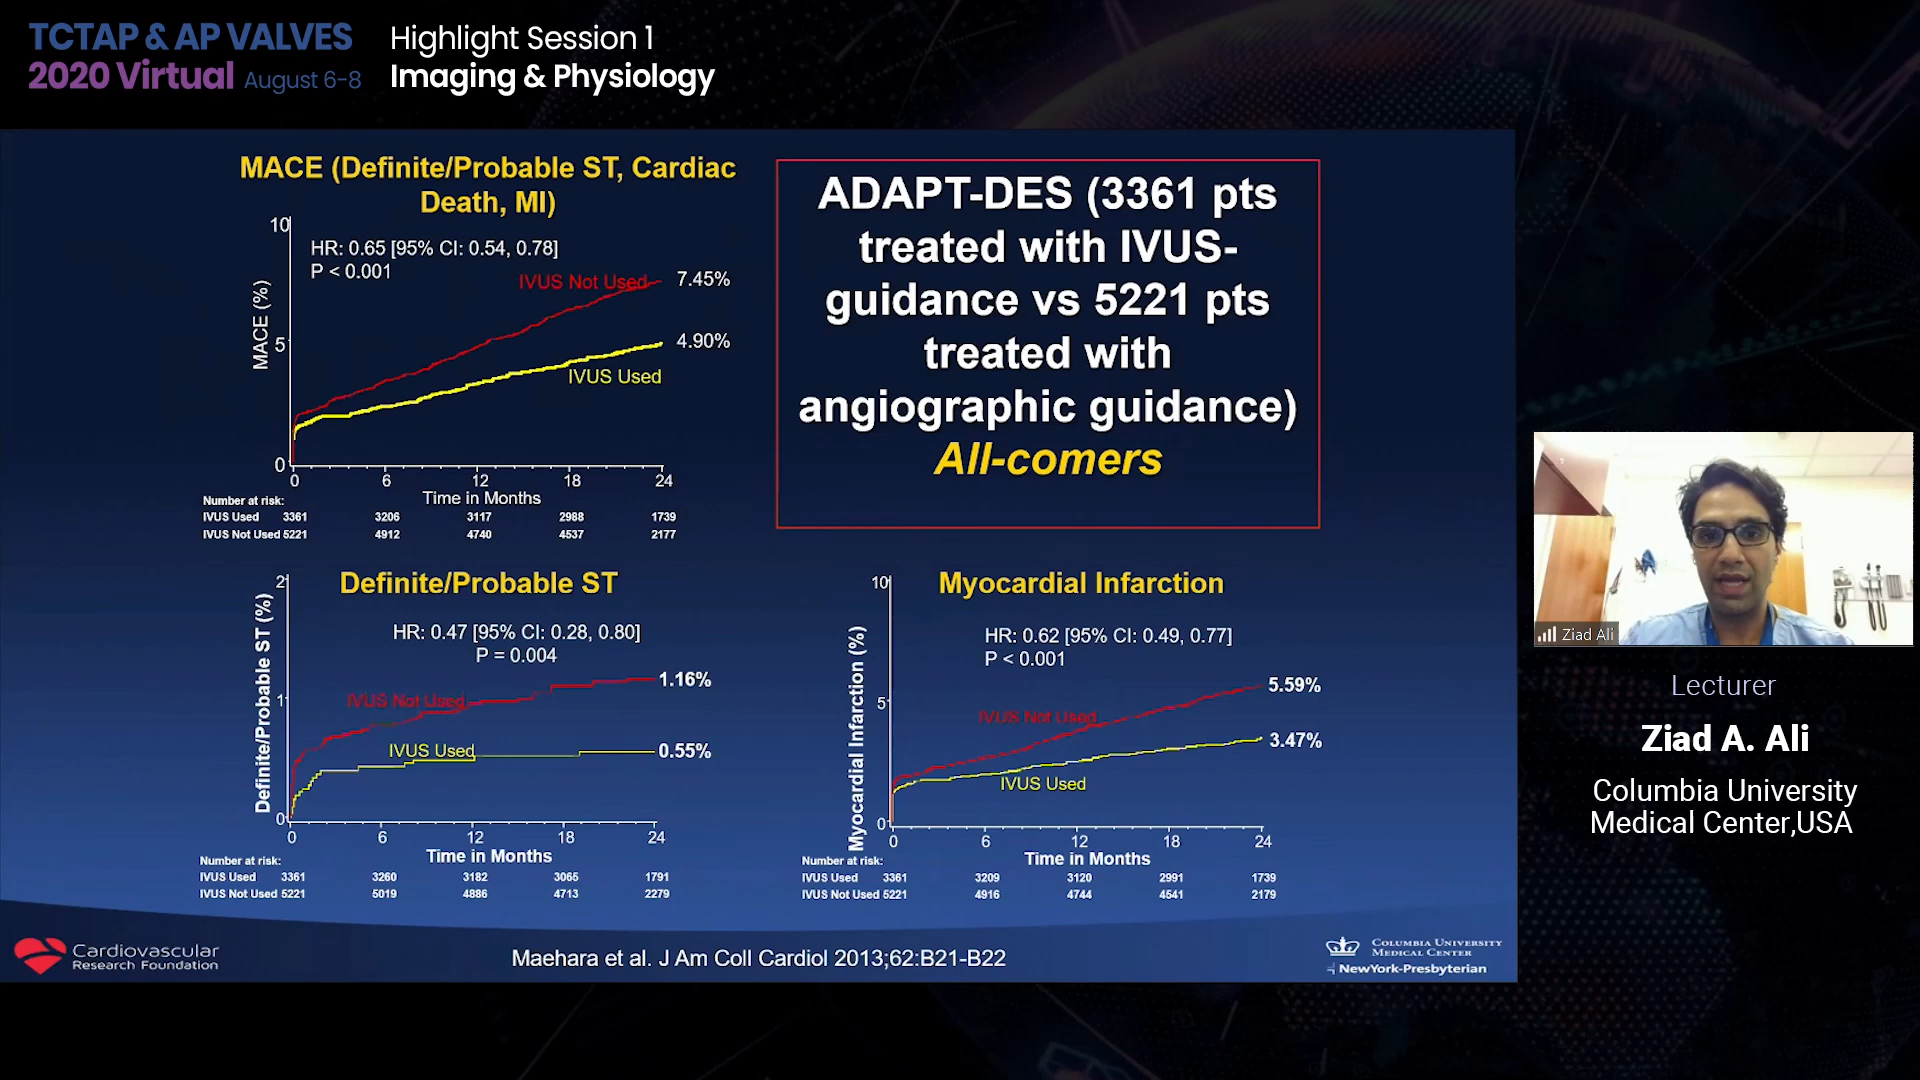 TCTAP & AP VALVES
2020 Virtual August 6-8
Highlight Session 1
Imaging & Physiology
MACE (Definite/Probable ST, Cardiac
Death, MI)
10
HR: 0.65 [95% CI: 0.54, 0.78]
P < 0.001
IVUS Not Used
7.45%
MACE (%)
5
4.90%
IVUS Used
0
0 6 12 18 24
Time in Months
Number at risk:
IVUS Used 3361 3206 3117 2988 1739
IVUS Not Used 5221 4912 4740 4537 2177
ADAPT-DES (3361 pts
treated with IVUS-
guidance vs 5221 pts
treated with
angiographic guidance)
All-comers
Definite/Probable ST
2
HR: 0.47 [95% CI: 0.28, 0.80]
P = 0.004
1.16%
IVUS Not Used
1
Definite/Probable ST (%)
IVUS Used
0.55%
0
0 6 12 18 24
Time in Months
Number at risk:
IVUS Used 3361 3260 3182 3065 1791
IVUS Not Used 5221 5019 4886 4713 2279
Myocardial Infarction
10
HR: 0.62 [95% CI: 0.49, 0.77]
P < 0.001
5.59%
5
IVUS Not Used
Myocardial Infarction (%)
3.47%
IVUS Used
0
0 6 12 18 24
Time in Months
Number at risk:
IVUS Used 3361 3209 3120 2991 1739
IVUS Not Used 5221 4916 4744 4541 2179
Cardiovascular
Research Foundation
Maehara et al. J Am Coll Cardiol 2013;62:B21-B22
COLUMBIA UNIVERSITY
MEDICAL CENTER
NewYork-Presbyterian
Ziad Ali
Lecturer
Ziad A. Ali
Columbia University
Medical Center,USA